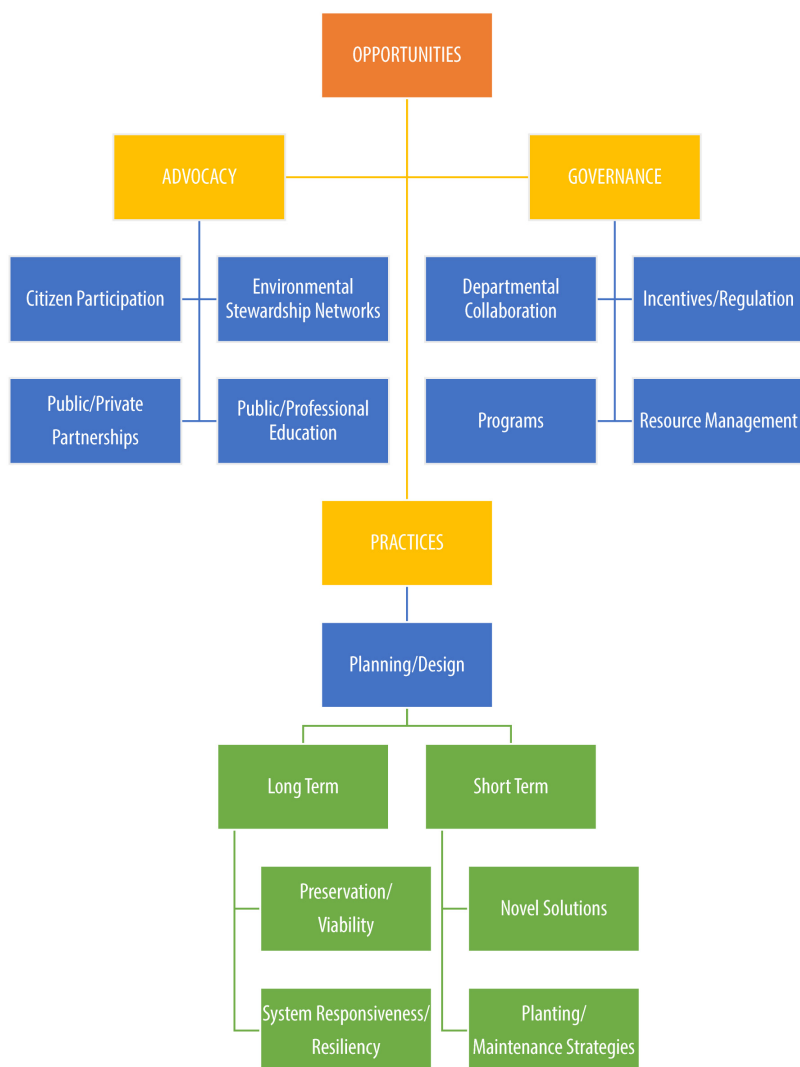 OPPORTUNITIES
ADVOCACY
GOVERNANCE
Citizen Participation
Environmental
Stewardship Networks
Departmental
Collaboration
Incentives/Regulation
Public/Private
Partnerships
Public/Professional
Education
Programs
Resource Management
PRACTICES
Planning/Design
Long Term
Short Term
Preservation/
Viability
Novel Solutions
System Responsiveness/
Resiliency
Planting/
Maintenance Strategies